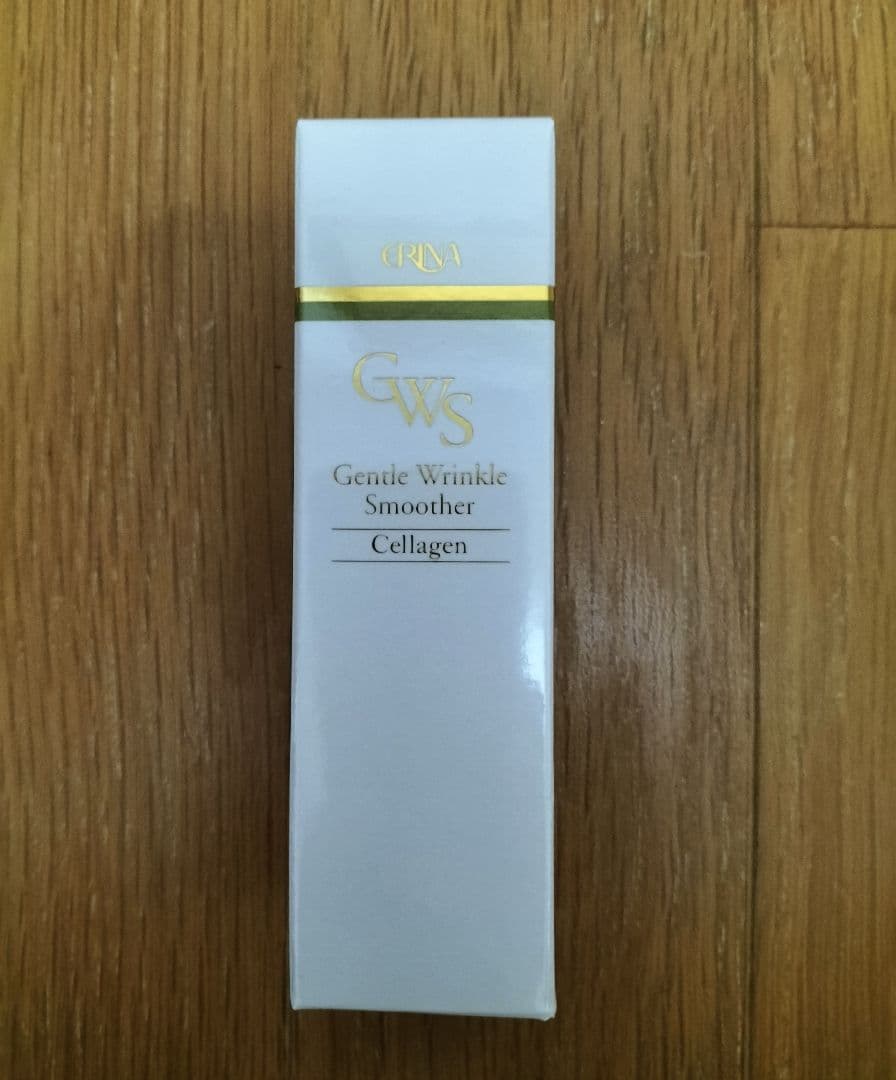 ERINA
GWS
Gentle Wrinkle
Smoother
Cellagen